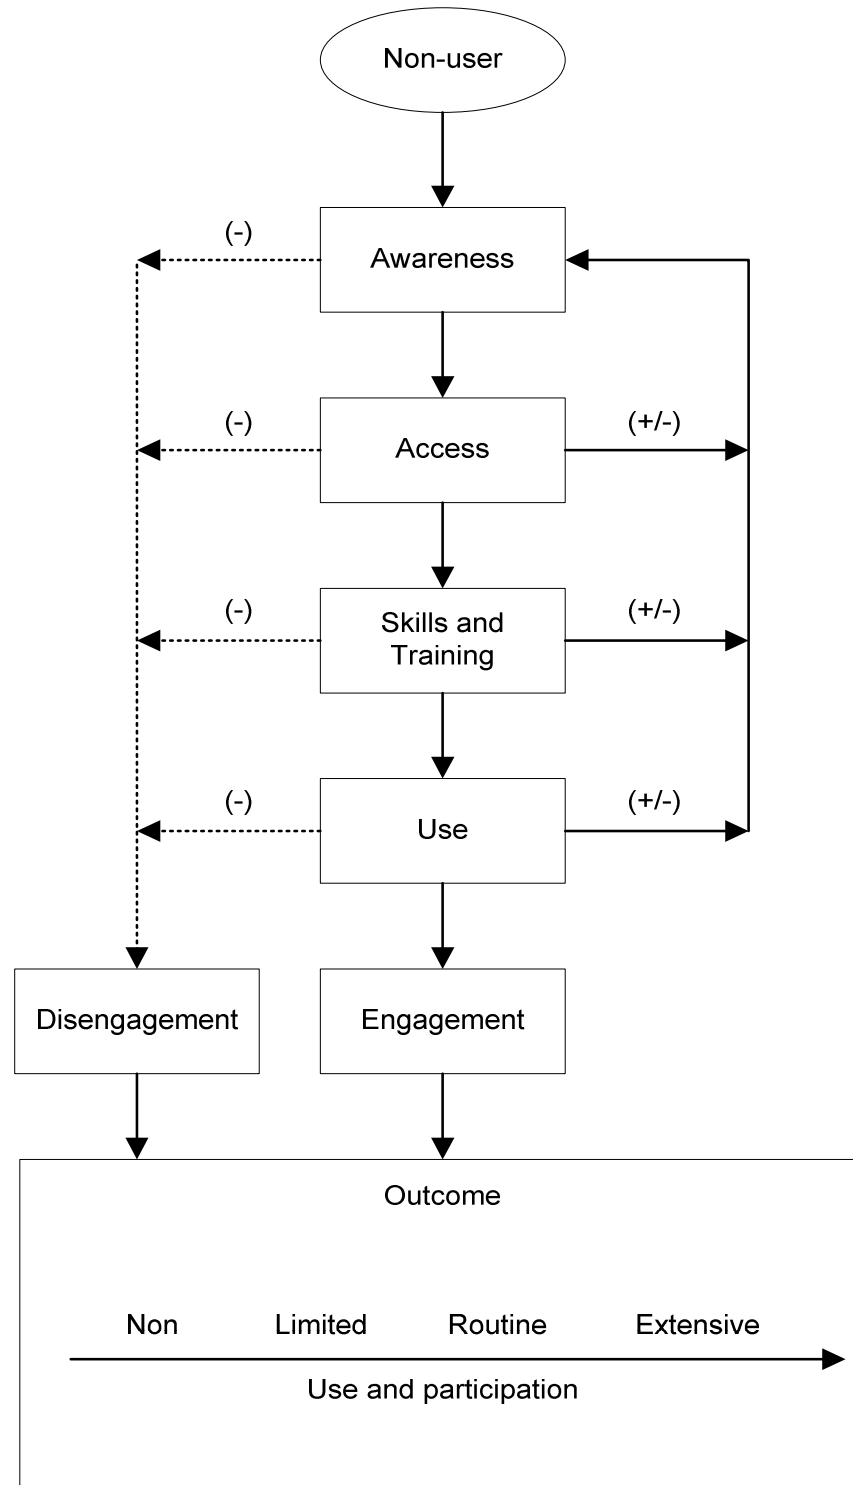 Non-user
(-)
Awareness
(-)
Access
(+/-)
(-)
Skills and
Training
(+/-)
(-)
Use
(+/-)
Disengagement
Engagement
Outcome
Non Limited Routine Extensive
Use and participation